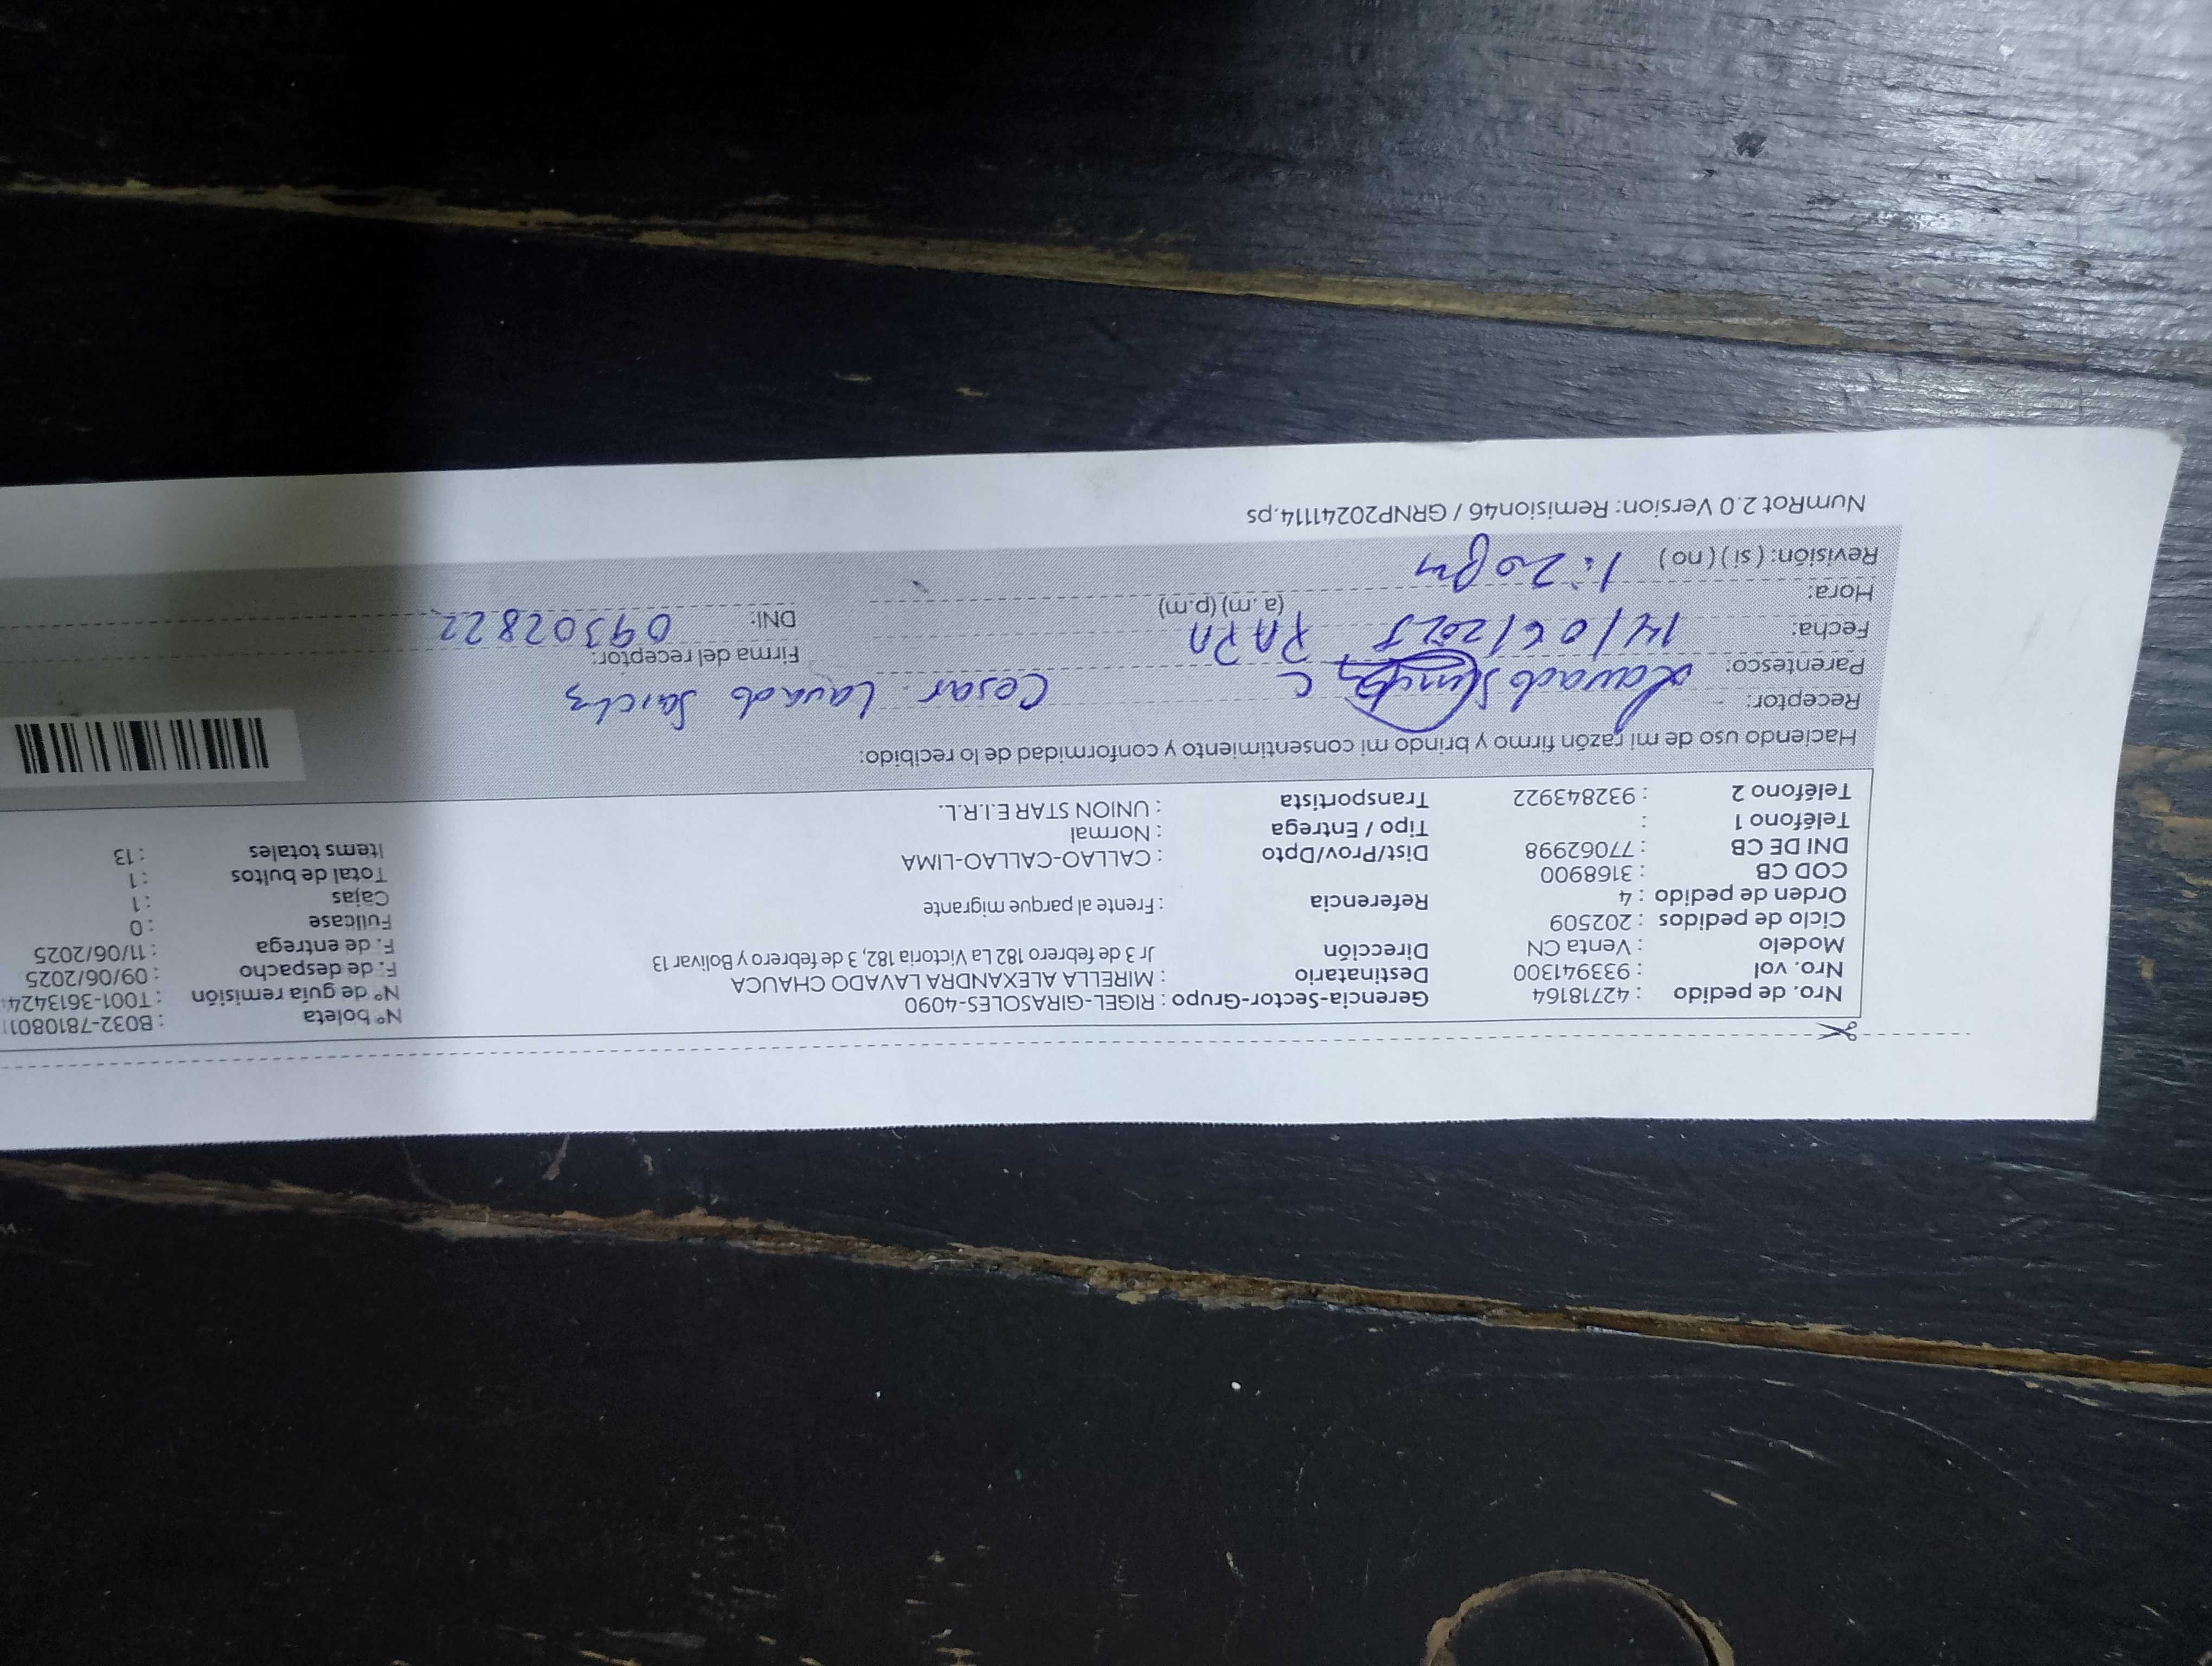 Nro. de pedido : 42718164 Gerencia-Sector-Grupo : RIGEL-GIRASOLES-4090 N° boleta : B032-7810801
Nro. vol : 933941300 Destinatario : MIRELLA ALEXANDRA LAVADO CHAUCA N° de guía remisión : T001-3613424
Modelo : Venta CN Dirección Jr 3 de febrero 182 La Victoria 182, 3 de febrero y Bolivar 13 F. de despacho : 09/06/2025
Ciclo de pedidos : 202509 F. de entrega : 11/06/2025
Orden de pedido : 4 Referencia : Frente al parque migrante Fullcase : 0
COD CB : 3168900 Cajas : 1
DNI DE CB : 77062998 Dist/Prov/Dpto : CALLAO-CALLAO-LIMA Total de bultos : 1
Teléfono 1 : Tipo / Entrega : Normal Items totales : 13
Teléfono 2 : 932843922 Transportista : UNION STAR E.I.R.L.
Haciendo uso de mi razón firmo y brindo mi consentimiento y conformidad de lo recibido:
Receptor: Lavado C Cesar Lavado
Parentesco: PAPA Firma del receptor:
Fecha: 14/06/2025 DNI: 09302822
Hora: 1:20 pm (a.m) (p.m)
Revisión: (si) (no)
NumRot 2.0 Version: Remision46 / GRNP20241114.ps